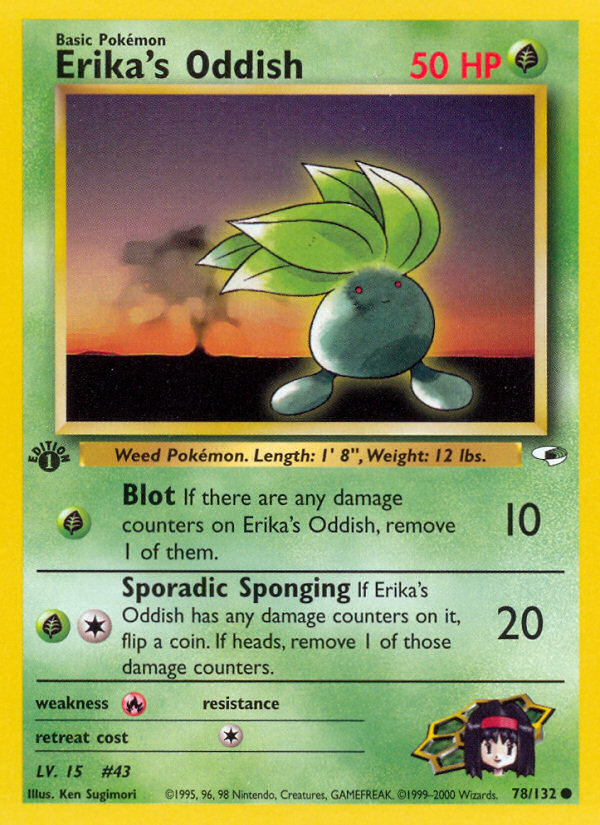 Basic Pokémon
Erika's Oddish 50 HP
EDITION
1
Weed Pokémon. Length: 1' 8", Weight: 12 lbs.
Blot If there are any damage
counters on Erika's Oddish, remove
1 of them.
10
Sporadic Sponging If Erika's
Oddish has any damage counters on it,
flip a coin. If heads, remove 1 of those
damage counters.
20
weakness resistance
retreat cost
LV. 15 #43
Illus. Ken Sugimori ©1995, 96, 98 Nintendo, Creatures, GAMEFREAK. ©1999-2000 Wizards. 78/132